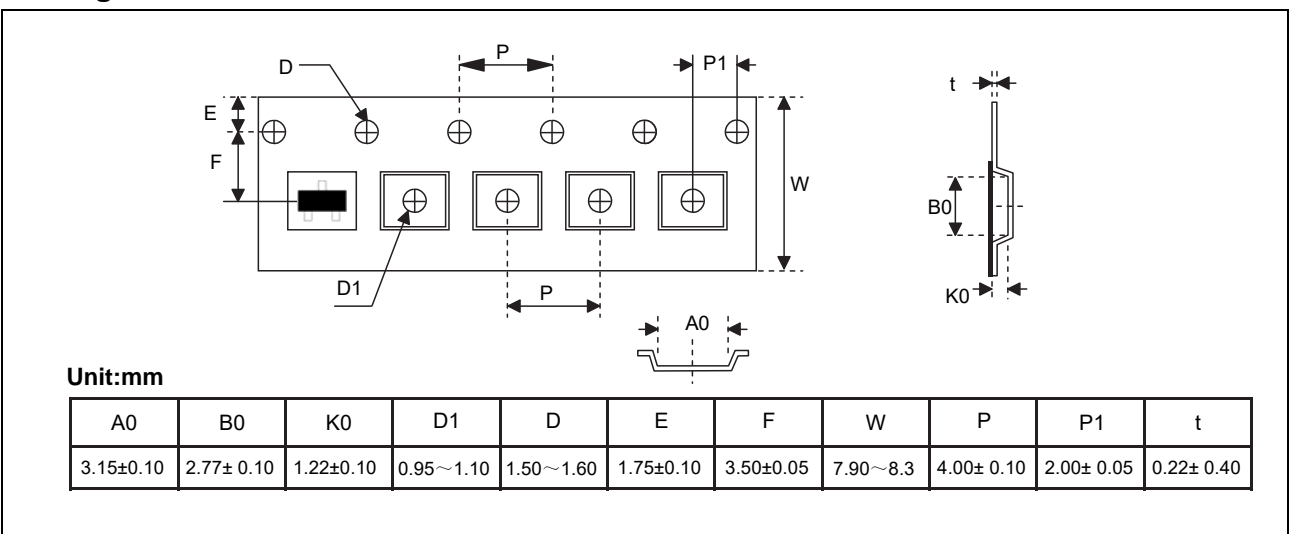 P
P1
D
t
E
F
W
B0
D1
P
K0
A0
Unit:mm
A0 B0 K0 D1 D E F W P P1 t
3.15±0.10 2.77± 0.10 1.22±0.10 0.95～1.10 1.50～1.60 1.75±0.10 3.50±0.05 7.90～8.3 4.00± 0.10 2.00± 0.05 0.22± 0.40